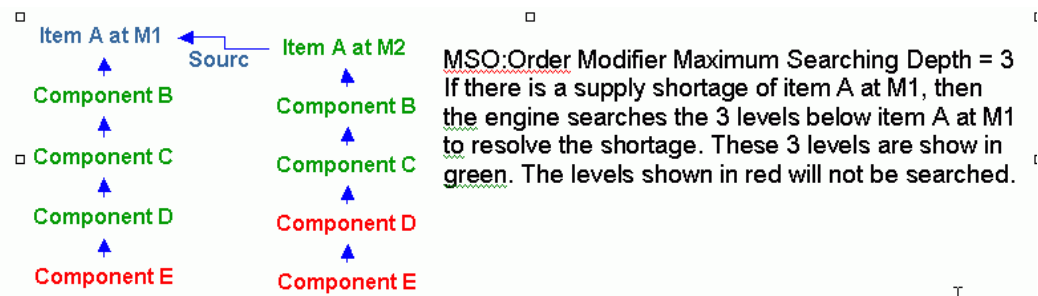 Item A at M1
Sourc
Item A at M2
Component B
Component B
Component C
Component C
Component D
Component D
Component E
Component E
MSO:Order Modifier Maximum Searching Depth = 3
If there is a supply shortage of item A at M1, then
the engine searches the 3 levels below item A at M1
to resolve the shortage. These 3 levels are show in
green. The levels shown in red will not be searched.